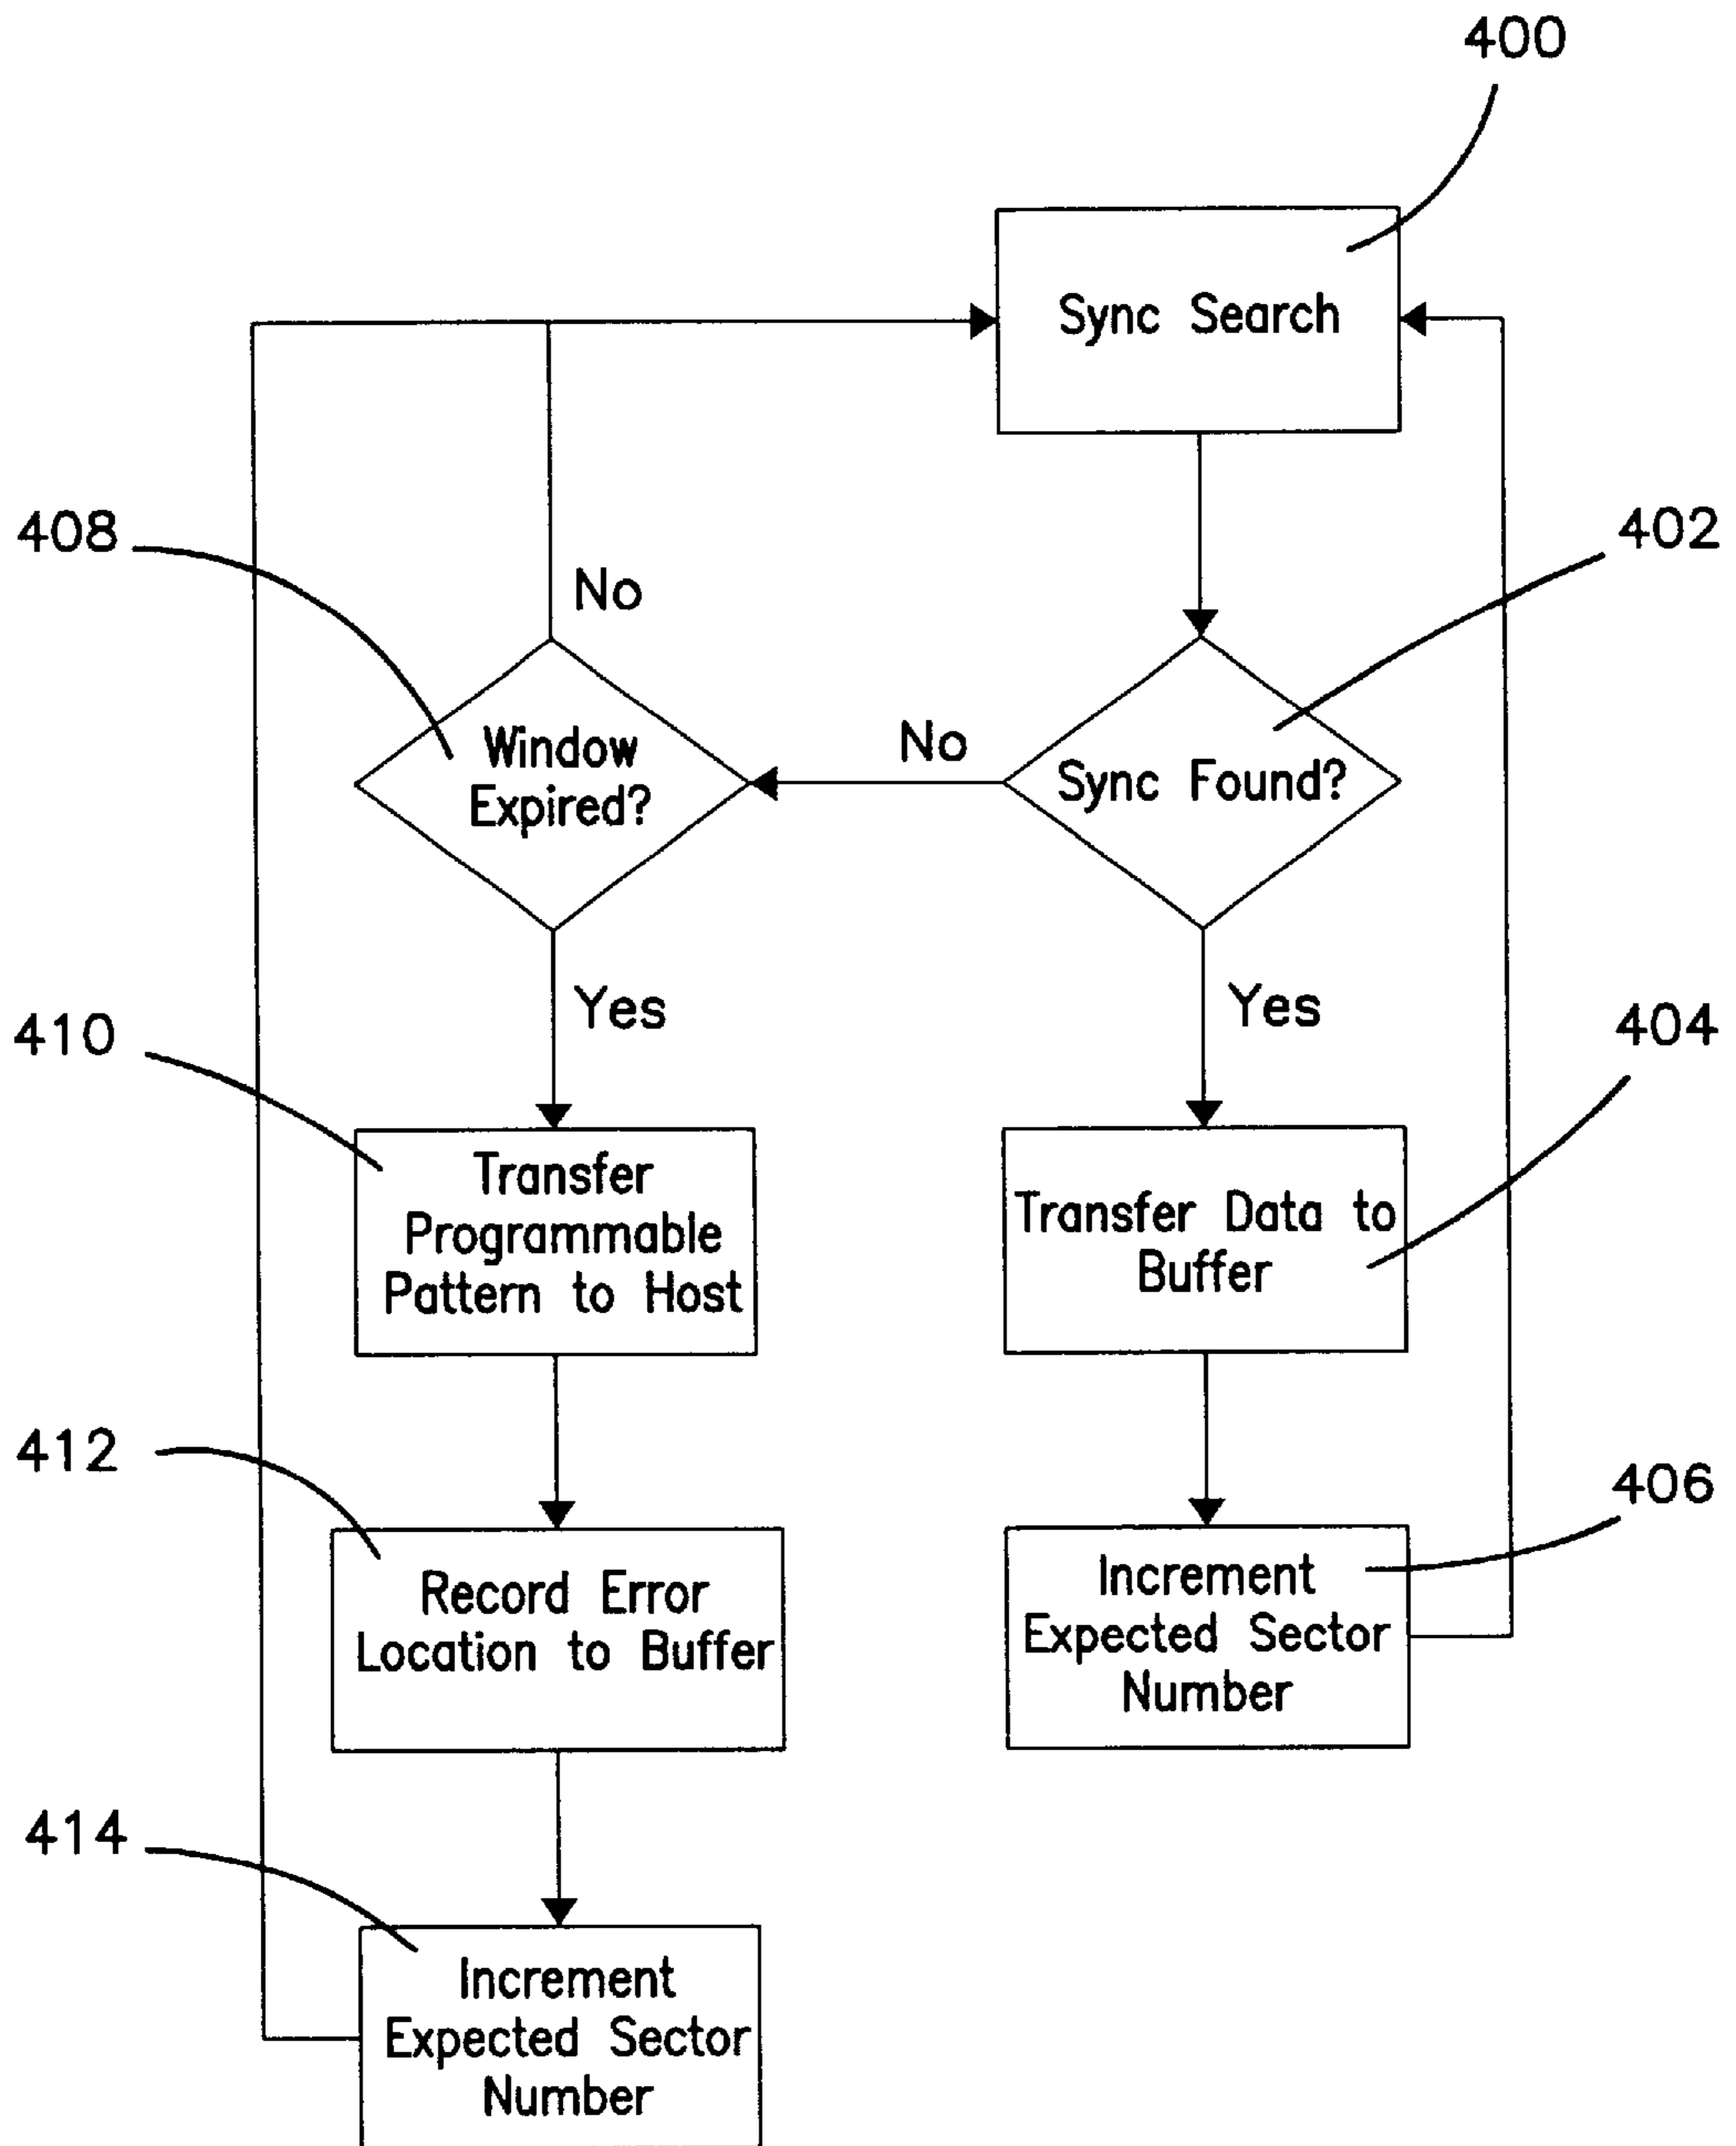 400
Sync Search
408
402
No
Window
Expired?
No
Sync Found?
Yes
Yes
410
404
Transfer
Programmable
Pattern to Host
Transfer Data to
Buffer
412
406
Record Error
Location to Buffer
Increment
Expected Sector
Number
414
Increment
Expected Sector
Number